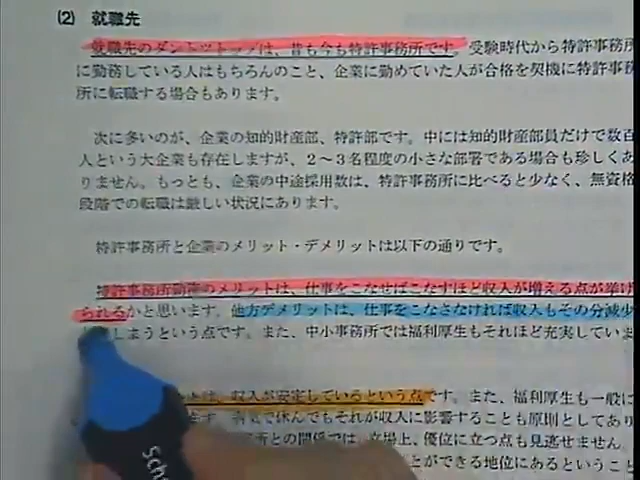 (2) 就職先
就職先のダントツトップは、昔も今も特許事務所です。受験時代から特許事務所
に勤務している人はもちろんのこと、企業に勤めていた人が合格を契機に特許事務
所に転職する場合もあります。
次に多いのが、企業の知的財産部、特許部です。中には知的財産部員だけで数百
人という大企業も存在しますが、2～3名程度の小さな部署である場合も珍しくあ
りません。もっとも、企業の中途採用数は、特許事務所に比べると少なく、無資格
段階での転職は厳しい状況にあります。
特許事務所と企業のメリット・デメリットは以下の通りです。
特許事務所勤務のメリットは、仕事をこなせばこなすほど収入が増える点が挙げ
られるかと思います。他方デメリットは、仕事をこなさなければ収入もその分減少
しまうという点です。また、中小事務所では福利厚生もそれほど充実していま
は、収入が安定しているという点です。また、福利厚生も一般に
ます。病気で休んでもそれが収入に影響することも原則としてあり
所との関係では、立場上、優位に立つ点も見逃せません。
とができる地位にあるということ
Sch